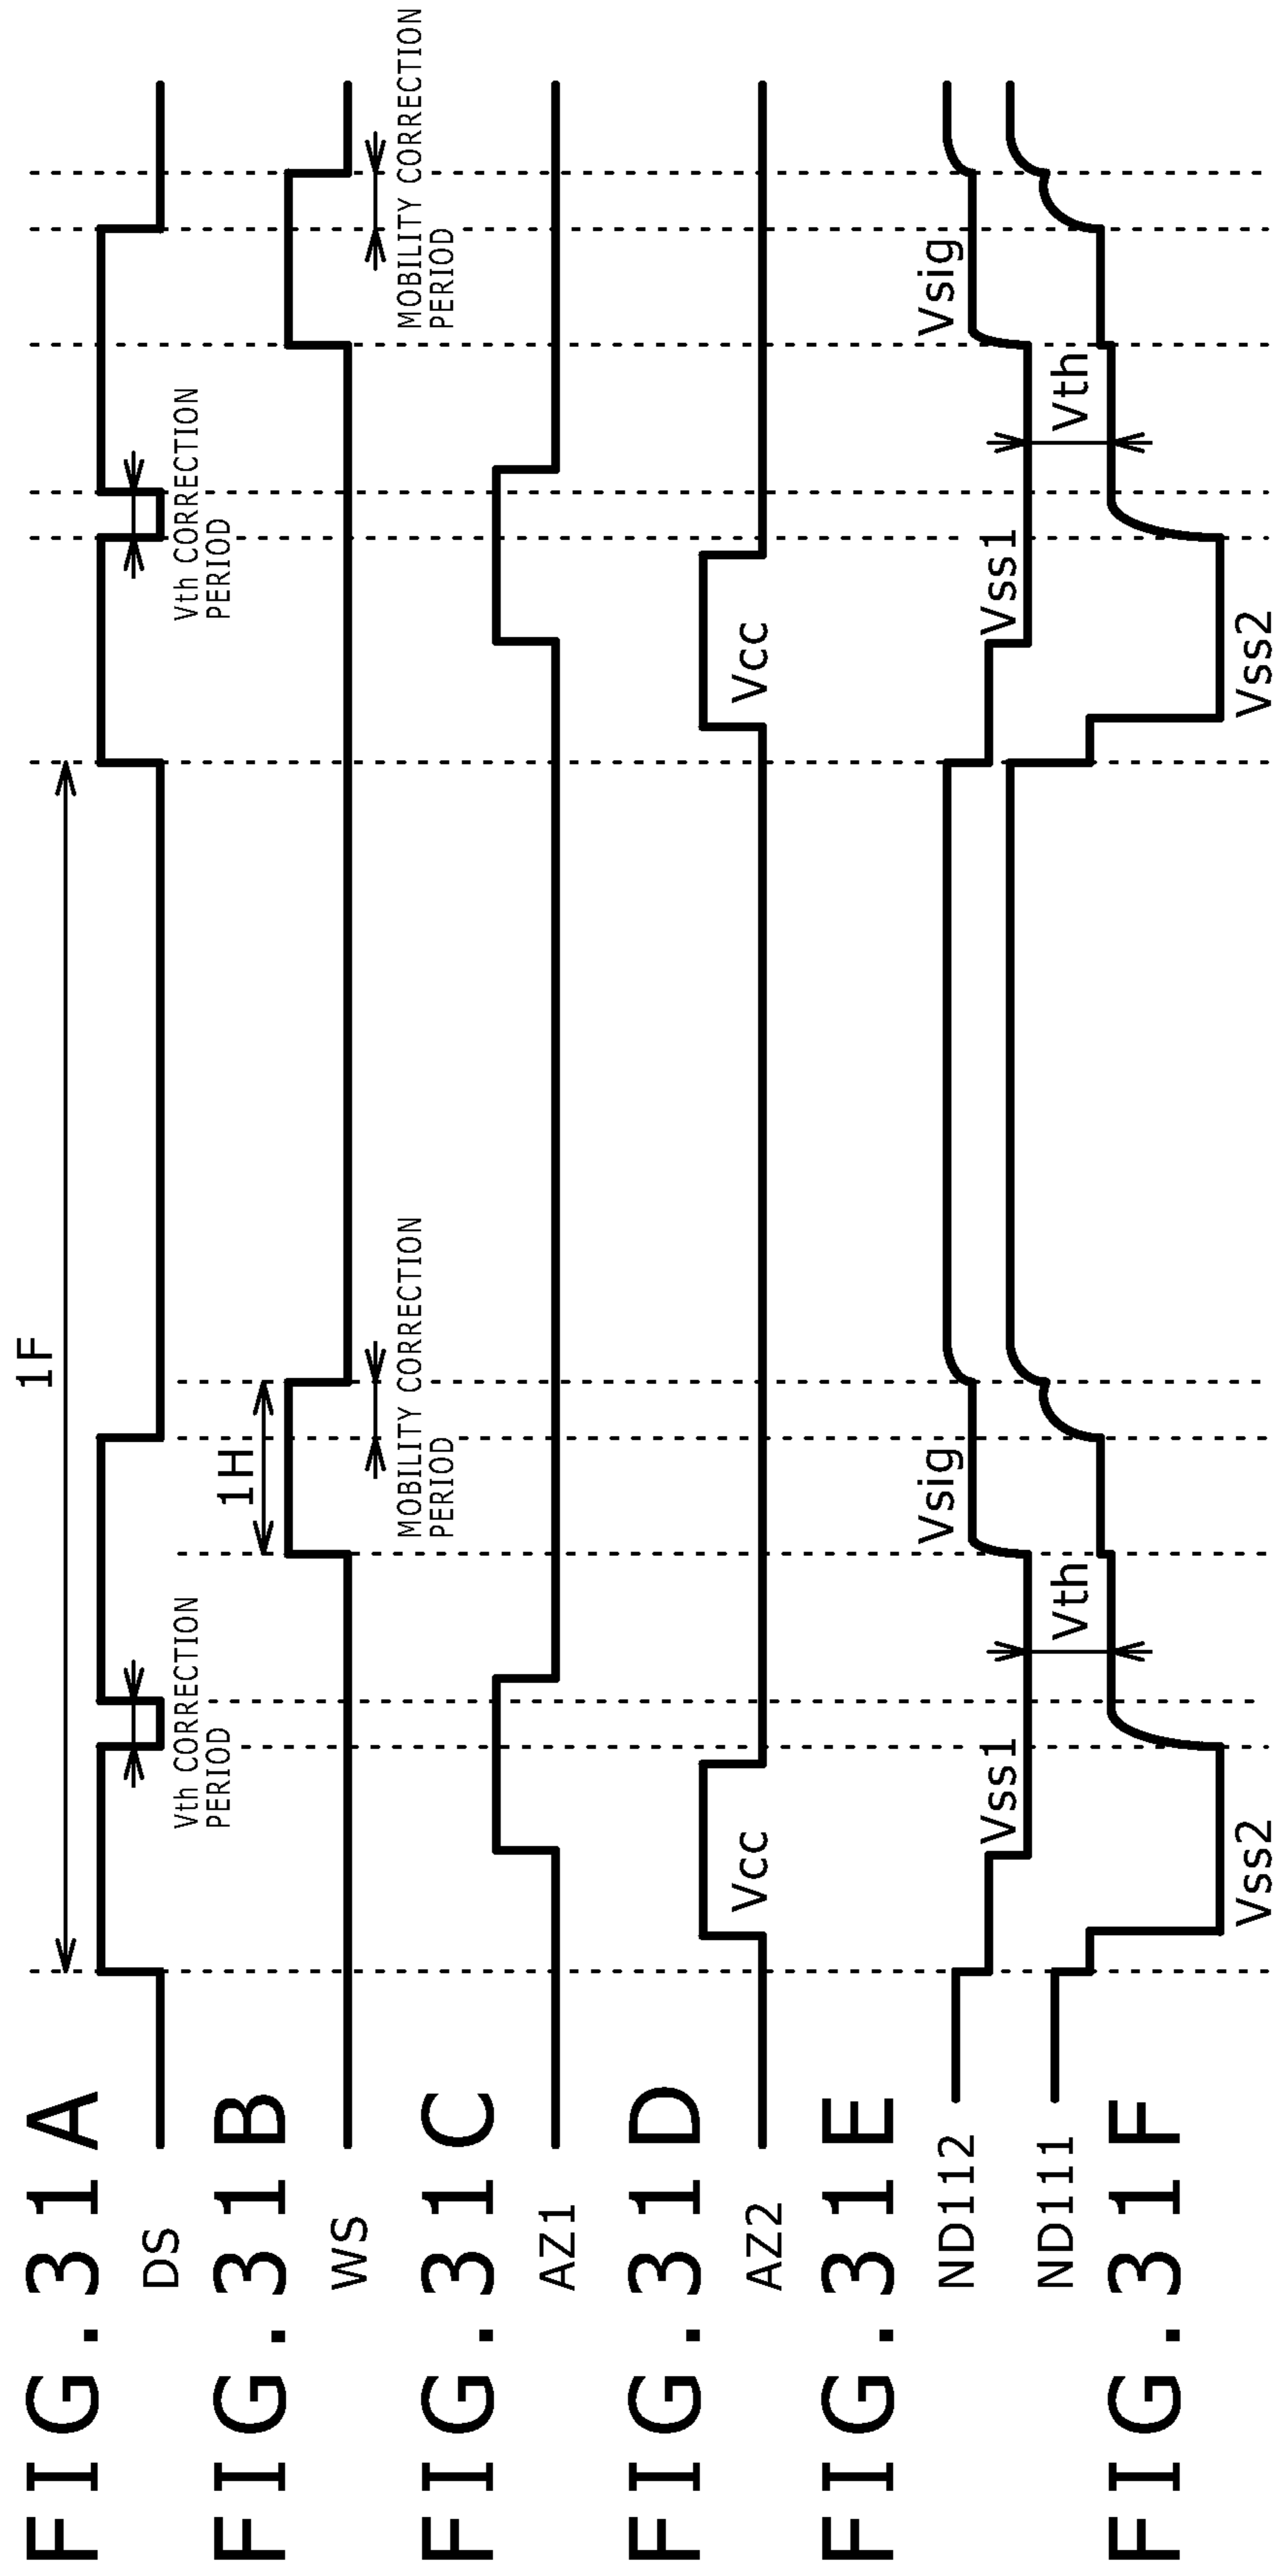 1F
FIG.31A
DS
Vth CORRECTION
PERIOD
Vth CORRECTION
PERIOD
1H
FIG.31B
WS
MOBILITY CORRECTION
PERIOD
MOBILITY CORRECTION
PERIOD
FIG.31C
AZ1
FIG.31D
AZ2
Vcc
Vcc
FIG.31E
ND112
Vss1
Vsig
Vss1
Vsig
ND111
Vth
Vth
FIG.31F
Vss2
Vss2